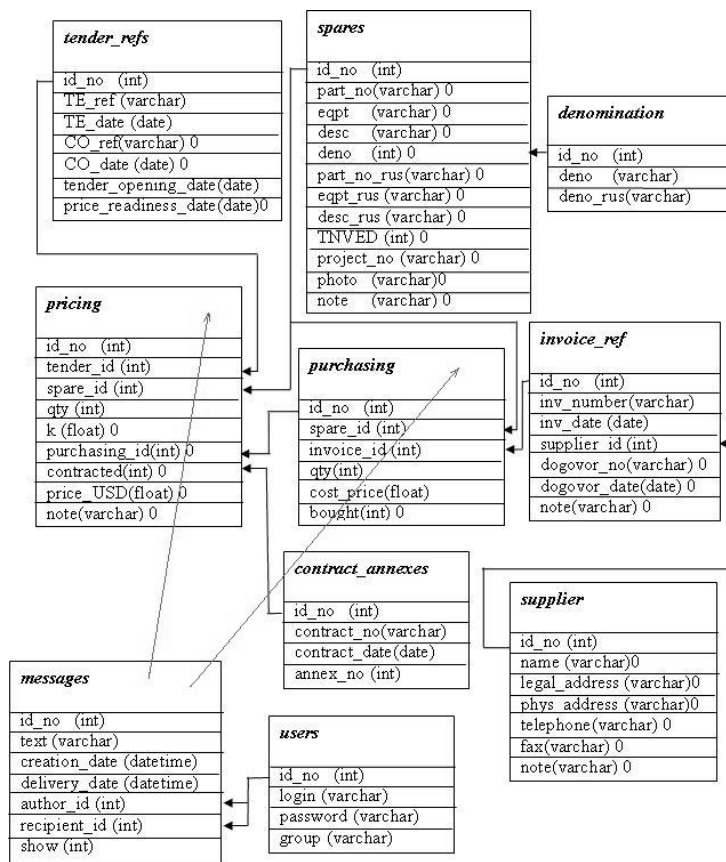 tender_refs
id_no (int)
TE_ref (varchar)
TE_date (date)
CO_ref(varchar) 0
CO_date (date) 0
tender_opening_date(date)
price_readiness_date(date)0
spares
id_no (int)
part_no(varchar) 0
eqpt (varchar) 0
desc (varchar) 0
deno (int) 0
part_no_rus(varchar) 0
eqpt_rus (varchar) 0
desc_rus (varchar) 0
TNVED (int) 0
project_no (varchar) 0
photo (varchar)0
note (varchar) 0
denomination
id_no (int)
deno (varchar)
deno_rus(varchar)
pricing
id_no (int)
tender_id (int)
spare_id (int)
qty (int)
k (float) 0
purchasing_id(int) 0
contracted(int) 0
price_USD(float) 0
note(varchar) 0
purchasing
id_no (int)
spare_id (int)
invoice_id (int)
qty(int)
cost_price(float)
bought(int) 0
invoice_ref
id_no (int)
inv_number(varchar)
inv_date (date)
supplier_id (int)
dogovor_no(varchar) 0
dogovor_date(date) 0
note(varchar) 0
contract_annexes
id_no (int)
contract_no(varchar)
contract_date(date)
annex_no (int)
supplier
id_no (int)
name (varchar)0
legal_address (varchar)0
phys_address (varchar)0
telephone(varchar) 0
fax(varchar) 0
note(varchar) 0
messages
id_no (int)
text (varchar)
creation_date (datetime)
delivery_date (datetime)
author_id (int)
recipient_id (int)
show (int)
users
id_no (int)
login (varchar)
password (varchar)
group (varchar)